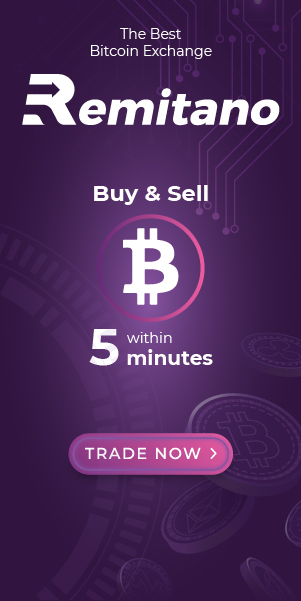 The Best
Bitcoin Exchange
Remitano
Buy & Sell
5 within
minutes
TRADE NOW >